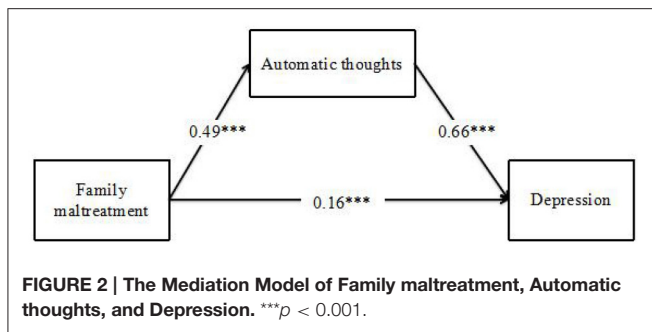 Automatic thoughts
0.49***
0.66***
Family
maltreatment
0.16***
Depression
FIGURE 2 | The Mediation Model of Family maltreatment, Automatic
thoughts, and Depression. ***p < 0.001.